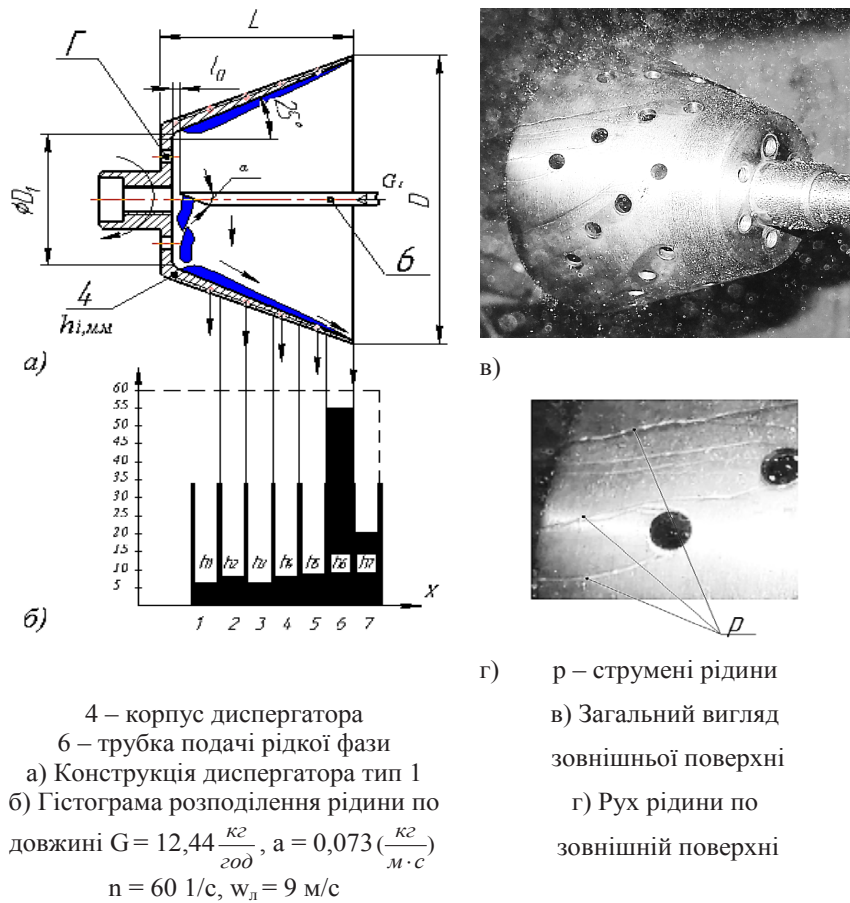 L
Г
l₀
25°
a
ϕD₁
G
D
4
6
hi,мм
а)
в)
60
55
50
45
40
35
30
25
20
15
10
5
h1 h2 h3 h4 h5 h6 h7
X
1 2 3 4 5 6 7
б)
р
г) р – струмені рідини
4 – корпус диспергатора
6 – трубка подачі рідкої фази
а) Конструкція диспергатора тип 1
б) Гістограма розподілення рідини по
довжині G = 12,44 кг/год , a = 0,073 (кг/м·с)
n = 60 1/с, wл = 9 м/с
в) Загальний вигляд
зовнішньої поверхні
г) Рух рідини по
зовнішній поверхні